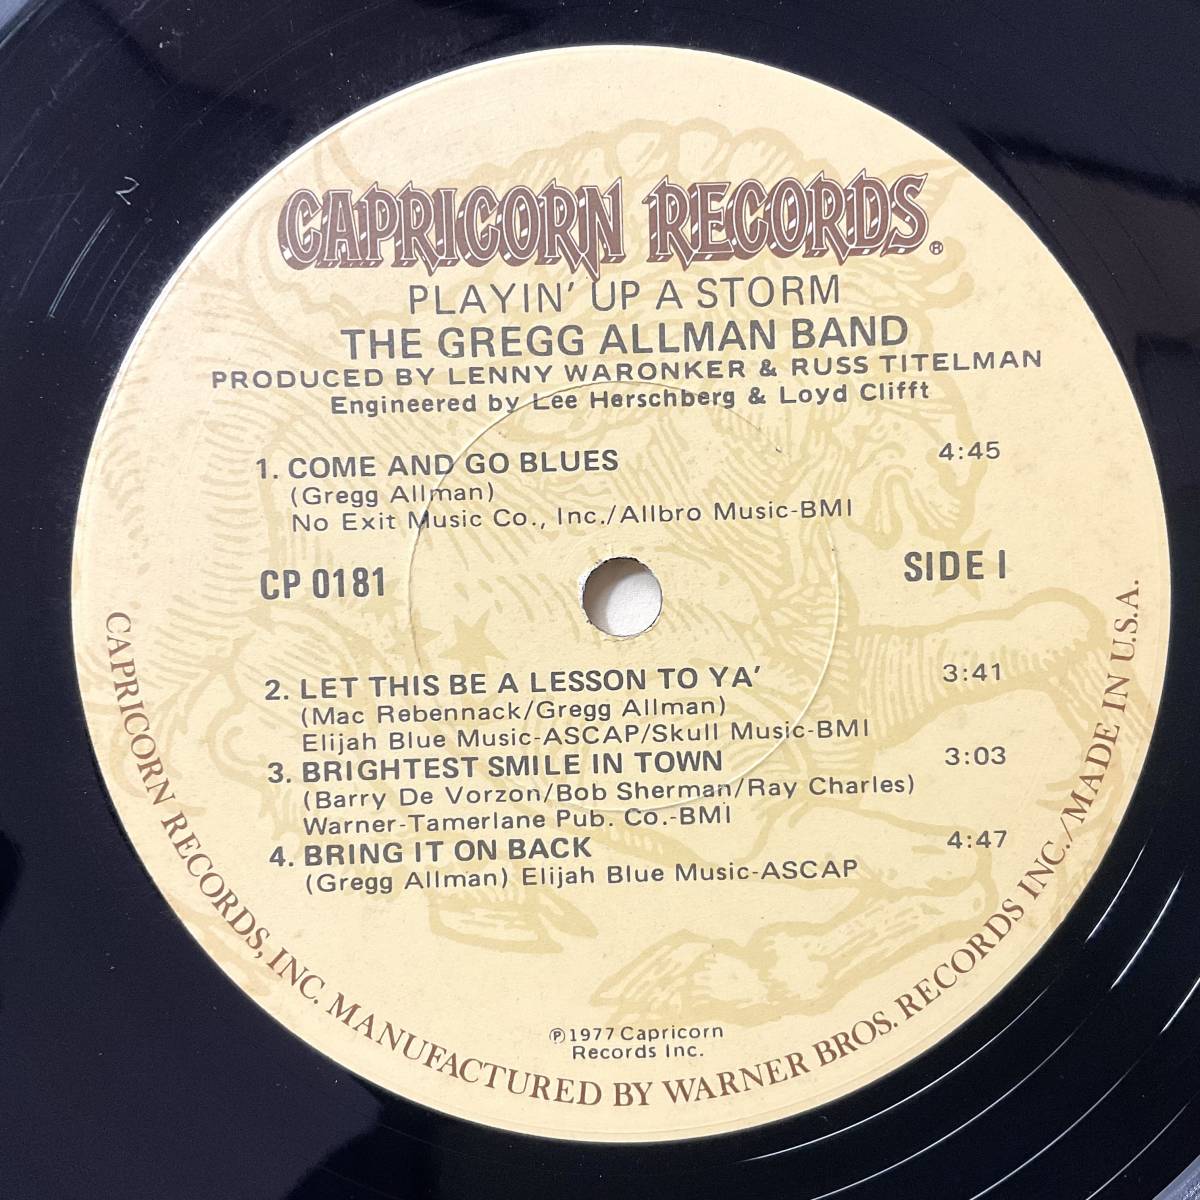 2
CAPRICORN RECORDS®
PLAYIN' UP A STORM
THE GREGG ALLMAN BAND
PRODUCED BY LENNY WARONKER & RUSS TITELMAN
Engineered by Lee Herschberg & Loyd Clifft
1. COME AND GO BLUES 4:45
(Gregg Allman)
No Exit Music Co., Inc./Allbro Music-BMI
CP 0181 SIDE I
2. LET THIS BE A LESSON TO YA' 3:41
(Mac Rebennack/Gregg Allman)
Elijah Blue Music-ASCAP/Skull Music-BMI
3. BRIGHTEST SMILE IN TOWN 3:03
(Barry De Vorzon/Bob Sherman/Ray Charles)
Warner-Tamerlane Pub. Co.-BMI
4. BRING IT ON BACK 4:47
(Gregg Allman) Elijah Blue Music-ASCAP
℗1977 Capricorn
Records Inc.
CAPRICORN RECORDS, INC. MANUFACTURED BY WARNER BROS. RECORDS INC./MADE IN U.S.A.